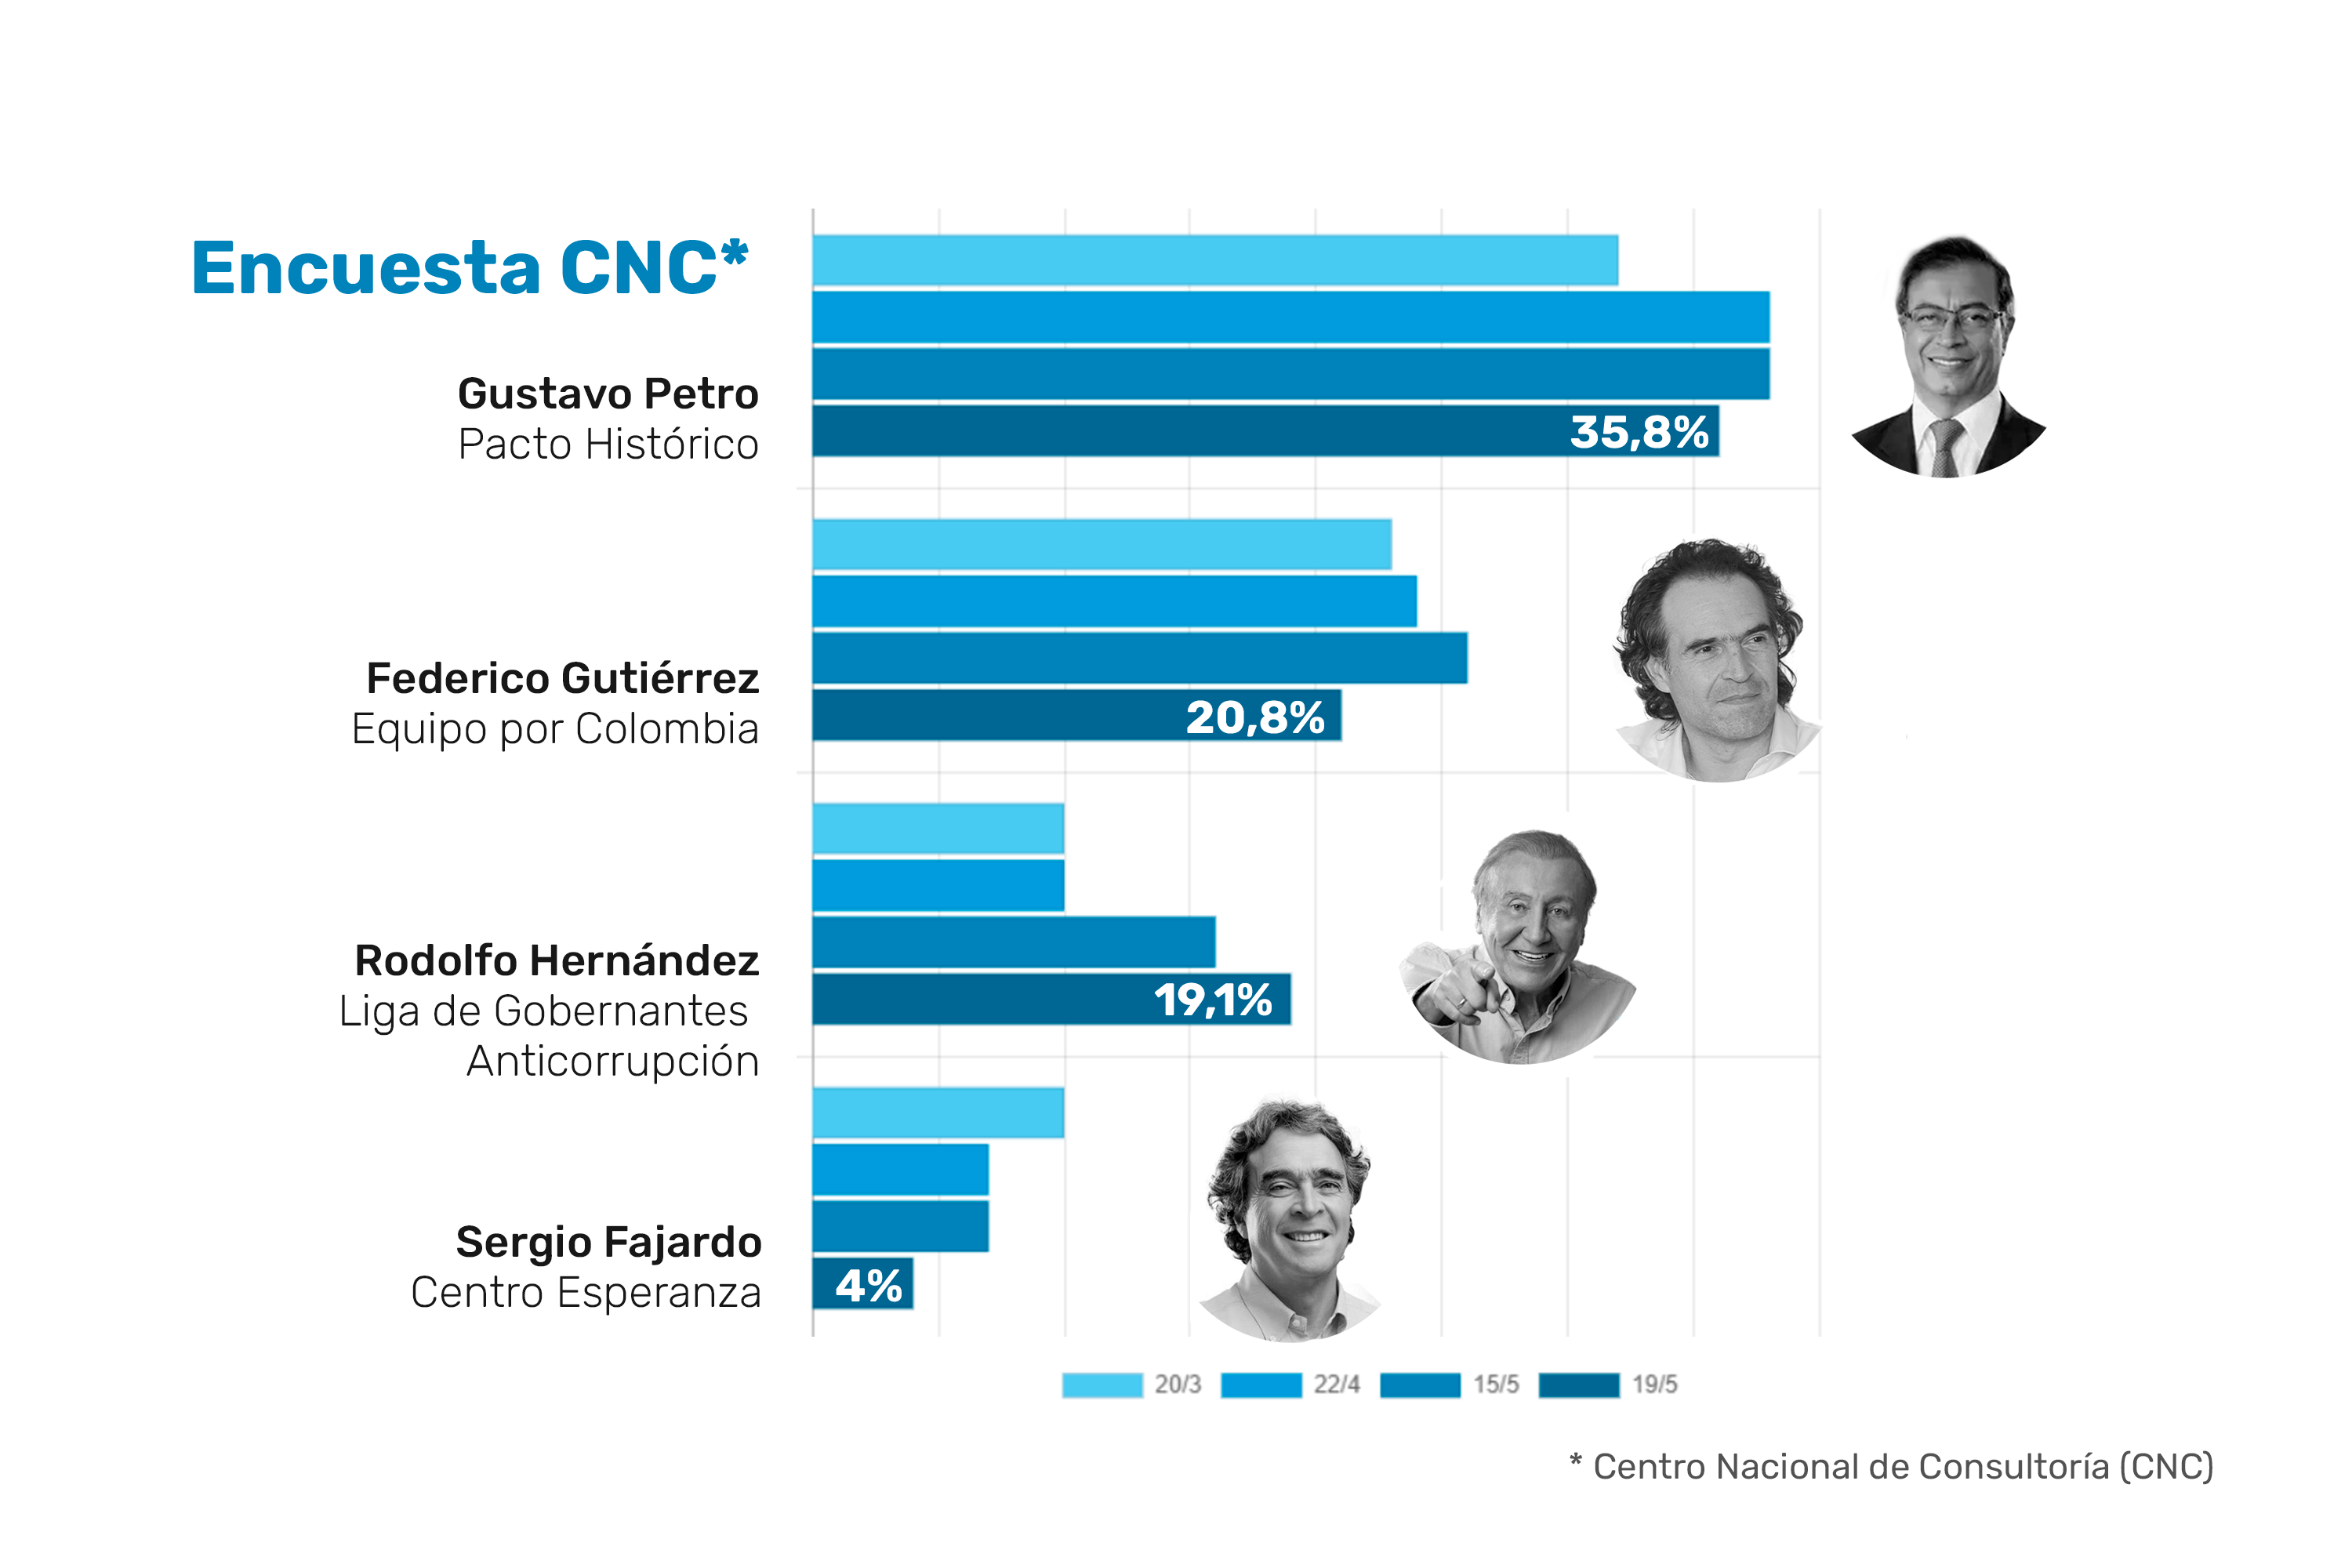 Encuesta CNC*
Gustavo Petro
Pacto Histórico
35,8%
Federico Gutiérrez
Equipo por Colombia
20,8%
Rodolfo Hernández
Liga de Gobernantes
Anticorrupción
19,1%
Sergio Fajardo
Centro Esperanza
4%
20/3 22/4 15/5 19/5
* Centro Nacional de Consultoría (CNC)